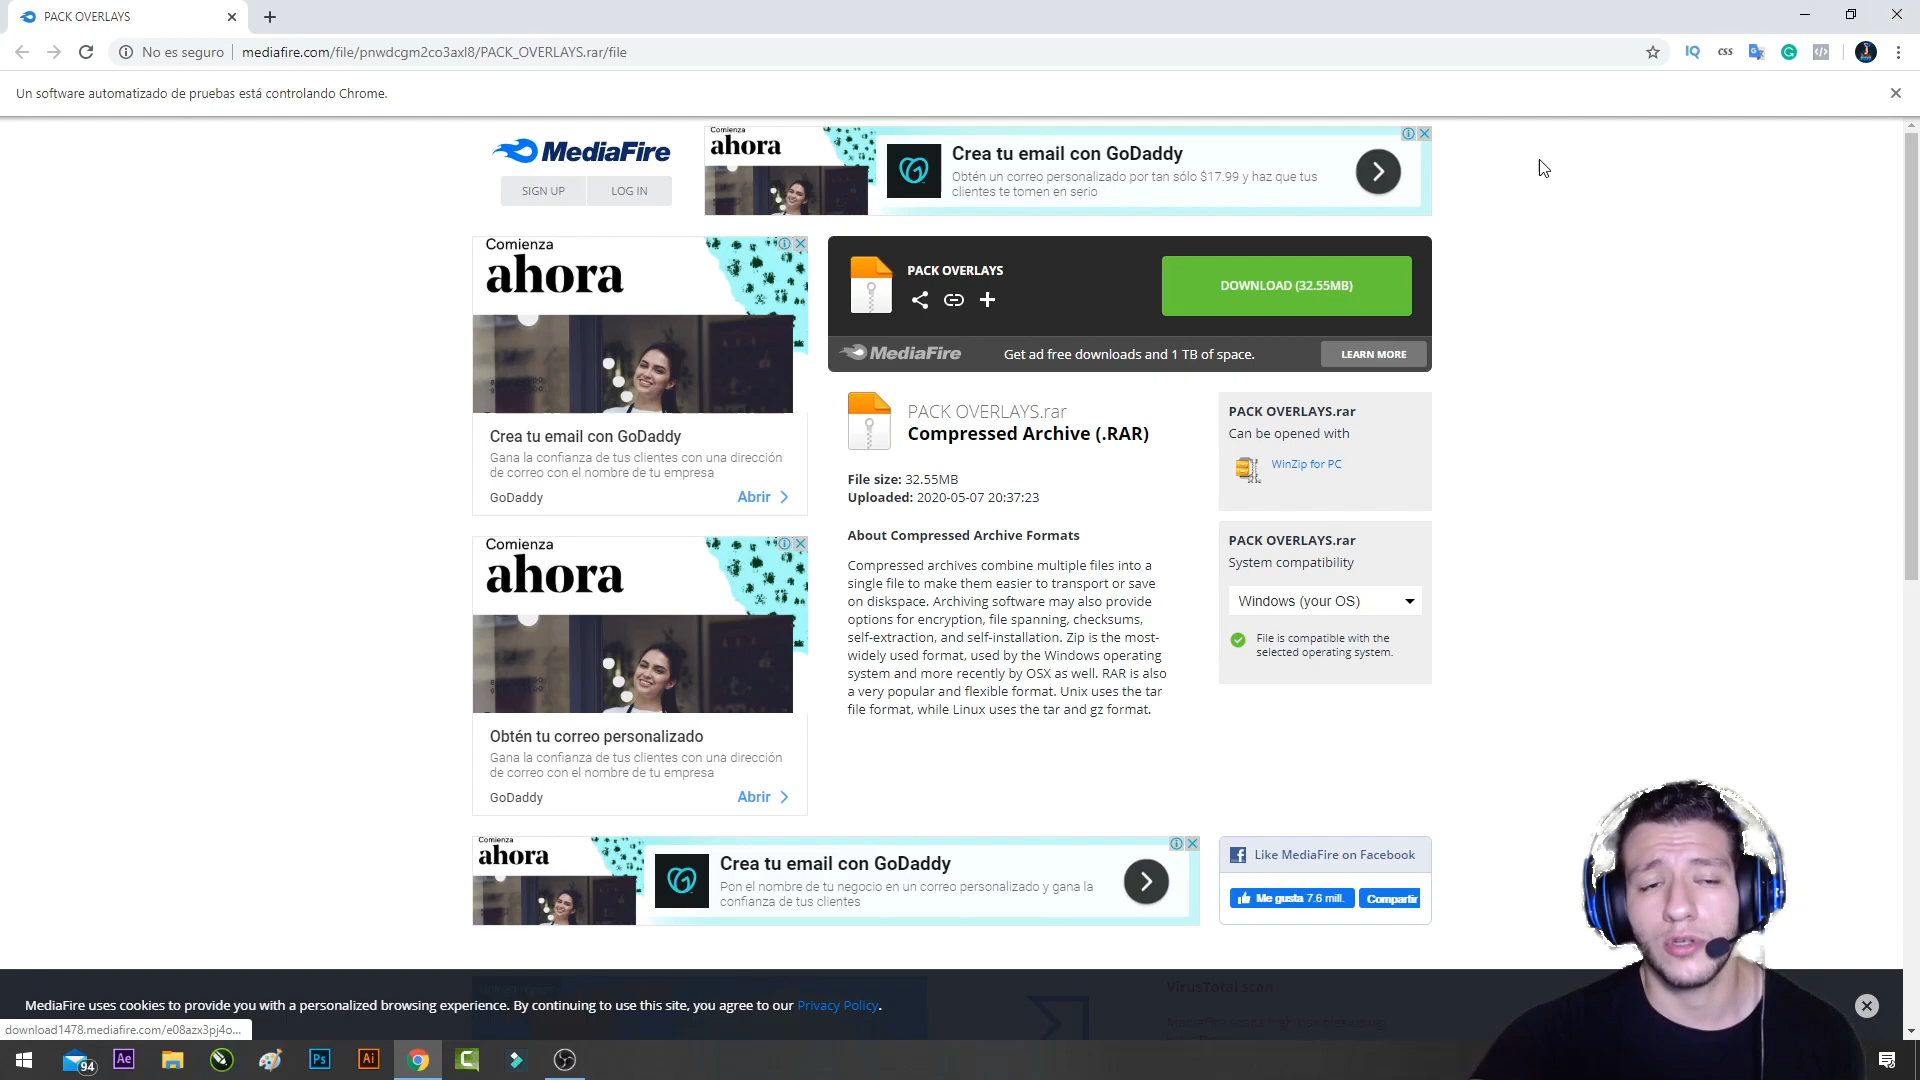 PACK OVERLAYS
No es seguro
mediafire.com/file/pnwdcgm2co3axl8/PACK_OVERLAYS.rar/file
IQ
css
Un software automatizado de pruebas está controlando Chrome.
MediaFire
SIGN UP
LOG IN
Comienza
ahora
Crea tu email con GoDaddy
Obtén un correo personalizado por tan sólo $17.99 y haz que tus
clientes te tomen en serio
Comienza
ahora
Crea tu email con GoDaddy
Gana la confianza de tus clientes con una dirección
de correo con el nombre de tu empresa
GoDaddy
Abrir
PACK OVERLAYS
DOWNLOAD (32.55MB)
MediaFire
Get ad free downloads and 1 TB of space.
LEARN MORE
PACK OVERLAYS.rar
Compressed Archive (.RAR)
File size: 32.55MB
Uploaded: 2020-05-07 20:37:23
About Compressed Archive Formats
Compressed archives combine multiple files into a
single file to make them easier to transport or save
on diskspace. Archiving software may also provide
options for encryption, file spanning, checksums,
self-extraction, and self-installation. Zip is the most-
widely used format, used by the Windows operating
system and more recently by OSX as well. RAR is also
a very popular and flexible format. Unix uses the tar
file format, while Linux uses the tar and gz format.
PACK OVERLAYS.rar
Can be opened with
WinZip for PC
PACK OVERLAYS.rar
System compatibility
Windows (your OS)
File is compatible with the
selected operating system.
Comienza
ahora
Obtén tu correo personalizado
Gana la confianza de tus clientes con una dirección
de correo con el nombre de tu empresa
GoDaddy
Abrir
Comienza
ahora
Crea tu email con GoDaddy
Pon el nombre de tu negocio en un correo personalizado y gana la
confianza de tus clientes
Like MediaFire on Facebook
Me gusta 7.6 mill.
Compartir
VirusTotal scan
MediaFire uses cookies to provide you with a personalized browsing experience. By continuing to use this site, you agree to our Privacy Policy.
download1478.mediafire.com/e08azx3pj4o...
94
Ae
Ps
Ai